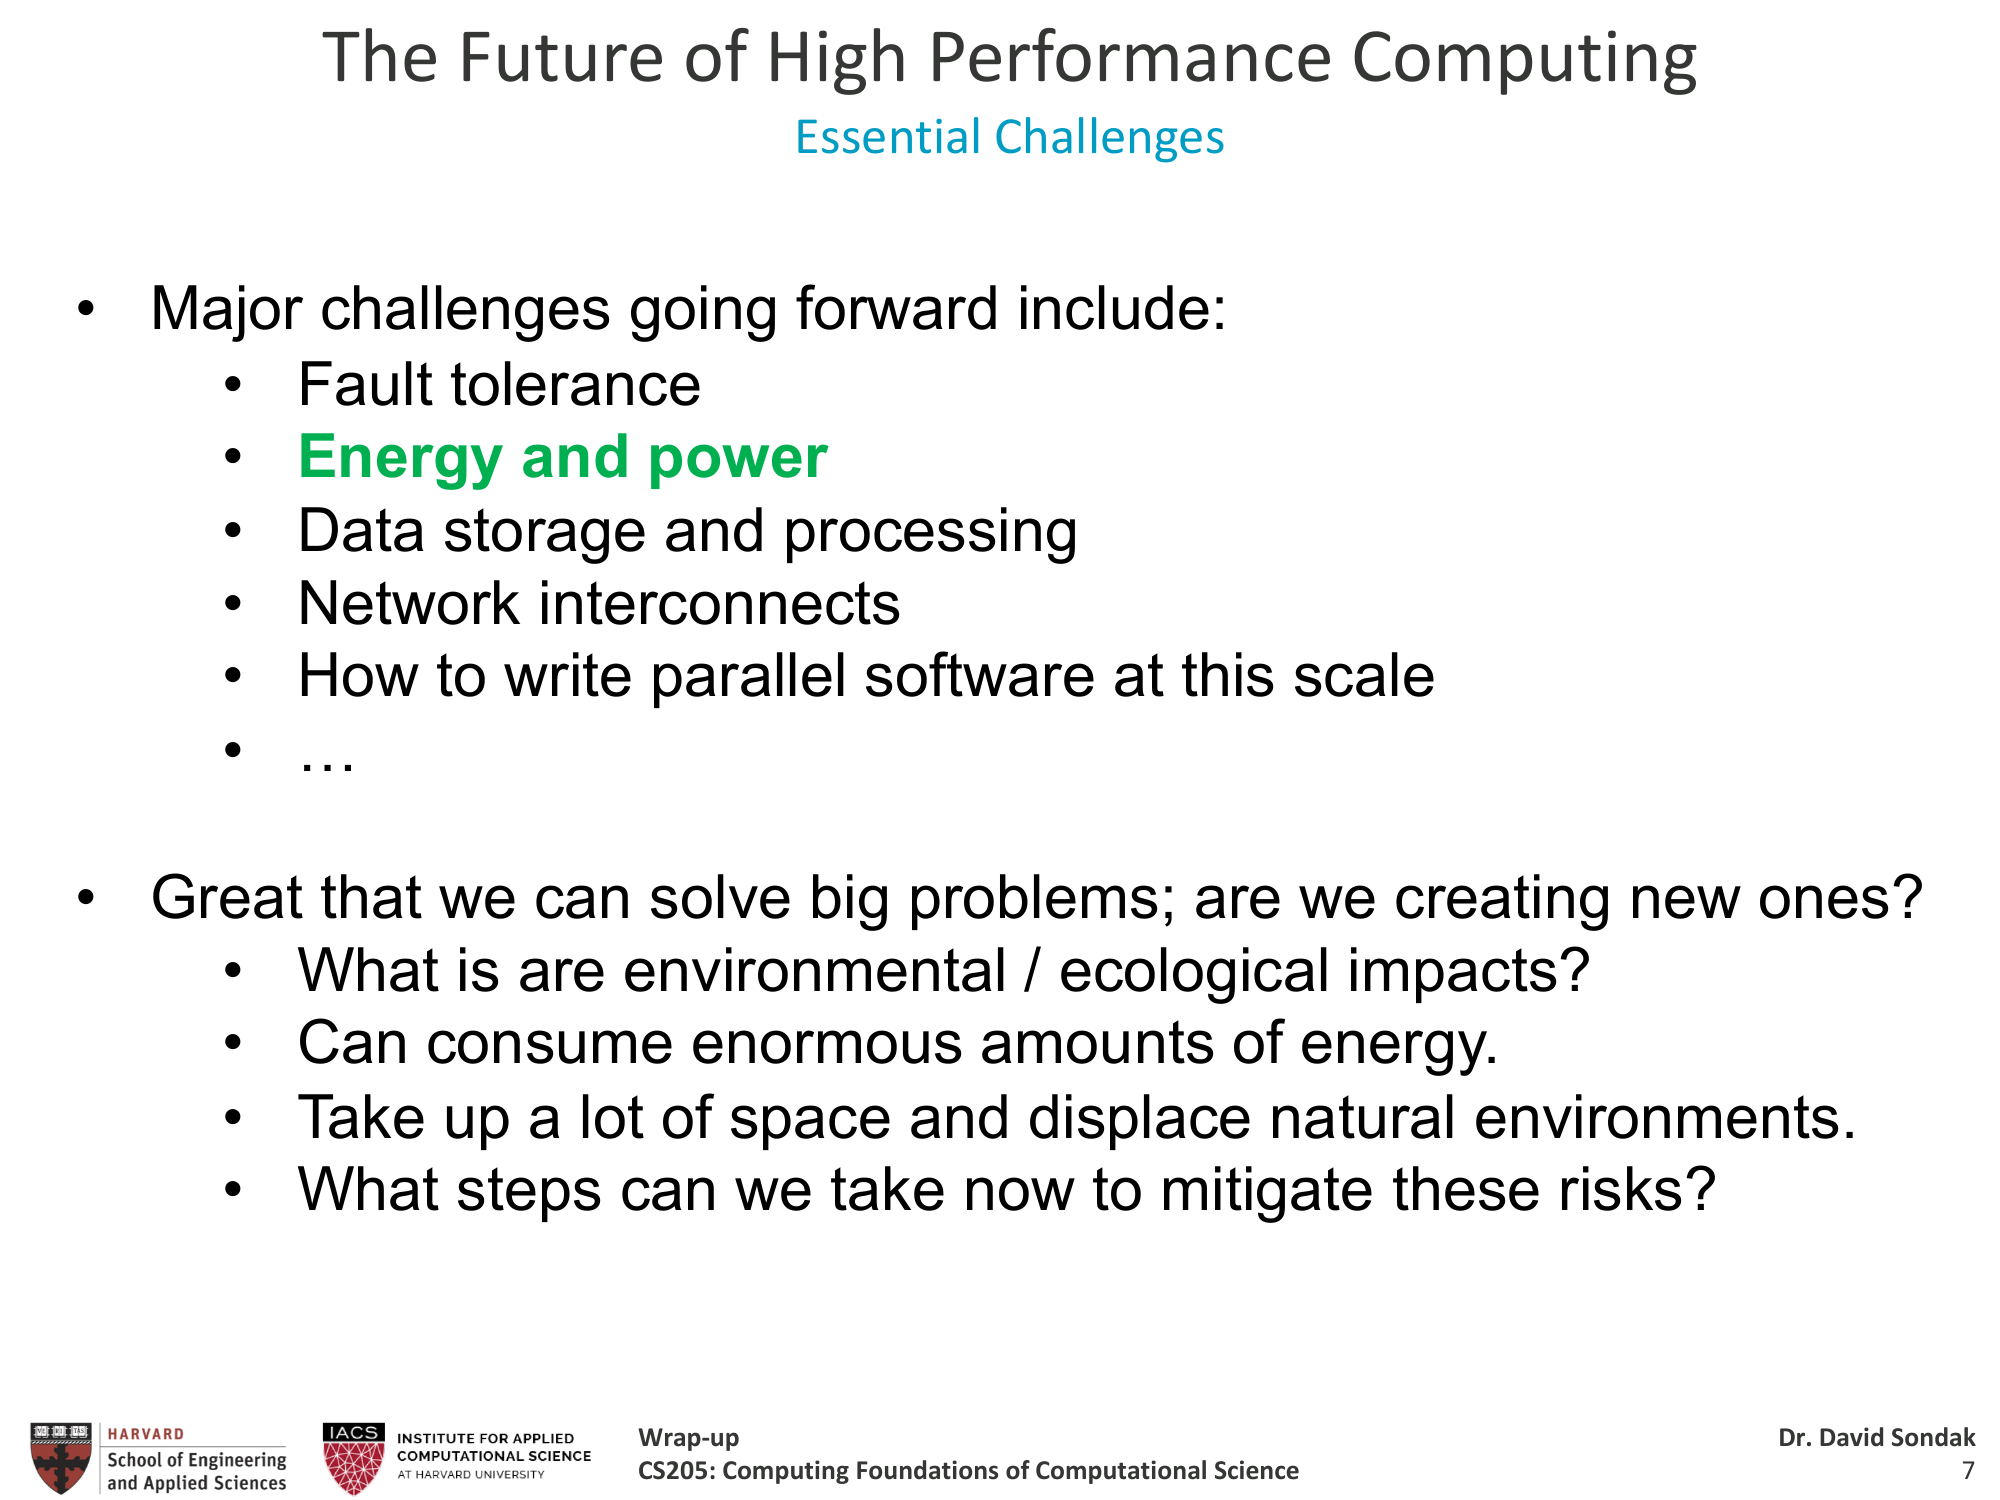 The Future of High Performance Computing
Essential Challenges
• Major challenges going forward include:
• Fault tolerance
• Energy and power
• Data storage and processing
• Network interconnects
• How to write parallel software at this scale
• …
• Great that we can solve big problems; are we creating new ones?
• What is are environmental / ecological impacts?
• Can consume enormous amounts of energy.
• Take up a lot of space and displace natural environments.
• What steps can we take now to mitigate these risks?
HARVARD
School of Engineering
and Applied Sciences
IACS
INSTITUTE FOR APPLIED
COMPUTATIONAL SCIENCE
AT HARVARD UNIVERSITY
Wrap-up
CS205: Computing Foundations of Computational Science
Dr. David Sondak
7